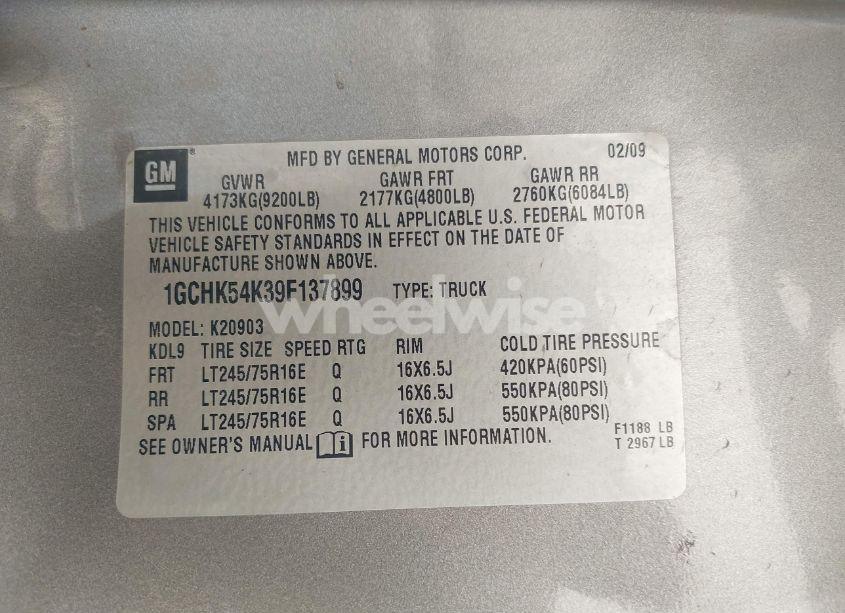 GM
MFD BY GENERAL MOTORS CORP. 02/09
GVWR GAWR FRT GAWR RR
4173KG(9200LB) 2177KG(4800LB) 2760KG(6084LB)
THIS VEHICLE CONFORMS TO ALL APPLICABLE U.S. FEDERAL MOTOR
VEHICLE SAFETY STANDARDS IN EFFECT ON THE DATE OF
MANUFACTURE SHOWN ABOVE.
1GCHK54K39F137899 TYPE: TRUCK
wheelwise
MODEL: K20903
KDL9 TIRE SIZE SPEED RTG RIM COLD TIRE PRESSURE
FRT LT245/75R16E Q 16X6.5J 420KPA(60PSI)
RR LT245/75R16E Q 16X6.5J 550KPA(80PSI)
SPA LT245/75R16E Q 16X6.5J 550KPA(80PSI)
SEE OWNER'S MANUAL i FOR MORE INFORMATION.
F1188 LB
T 2967 LB